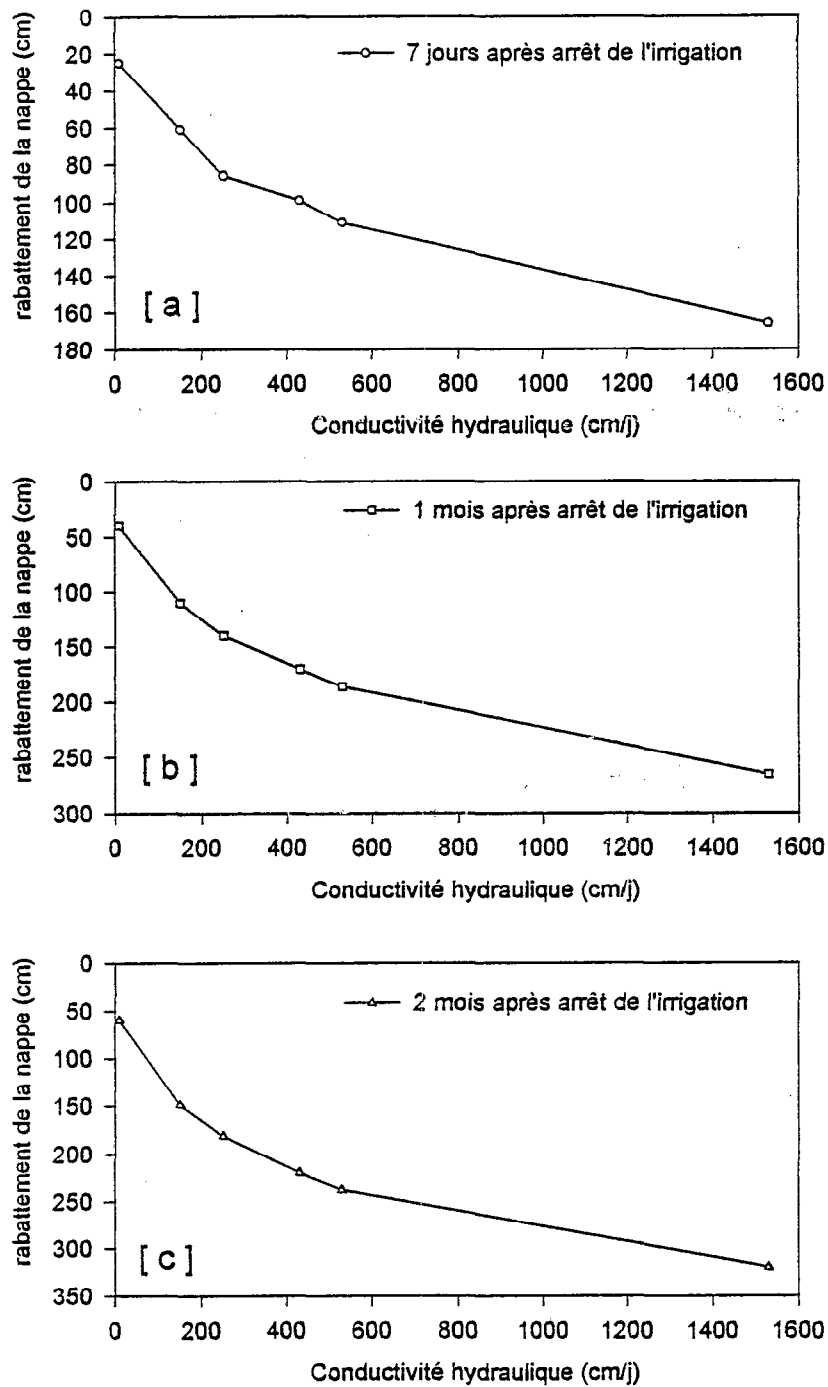 rabattement de la nappe (cm)
0
20
40
60
80
100
120
140
160
180
7 jours après arrêt de l'irrigation
[ a ]
0 200 400 600 800 1000 1200 1400 1600
Conductivité hydraulique (cm/j)
rabattement de la nappe (cm)
0
50
100
150
200
250
300
1 mois après arrêt de l'irrigation
[ b ]
0 200 400 600 800 1000 1200 1400 1600
Conductivité hydraulique (cm/j)
rabattement de la nappe (cm)
0
50
100
150
200
250
300
350
2 mois après arrêt de l'irrigation
[ c ]
0 200 400 600 800 1000 1200 1400 1600
Conductivité hydraulique (cm/j)